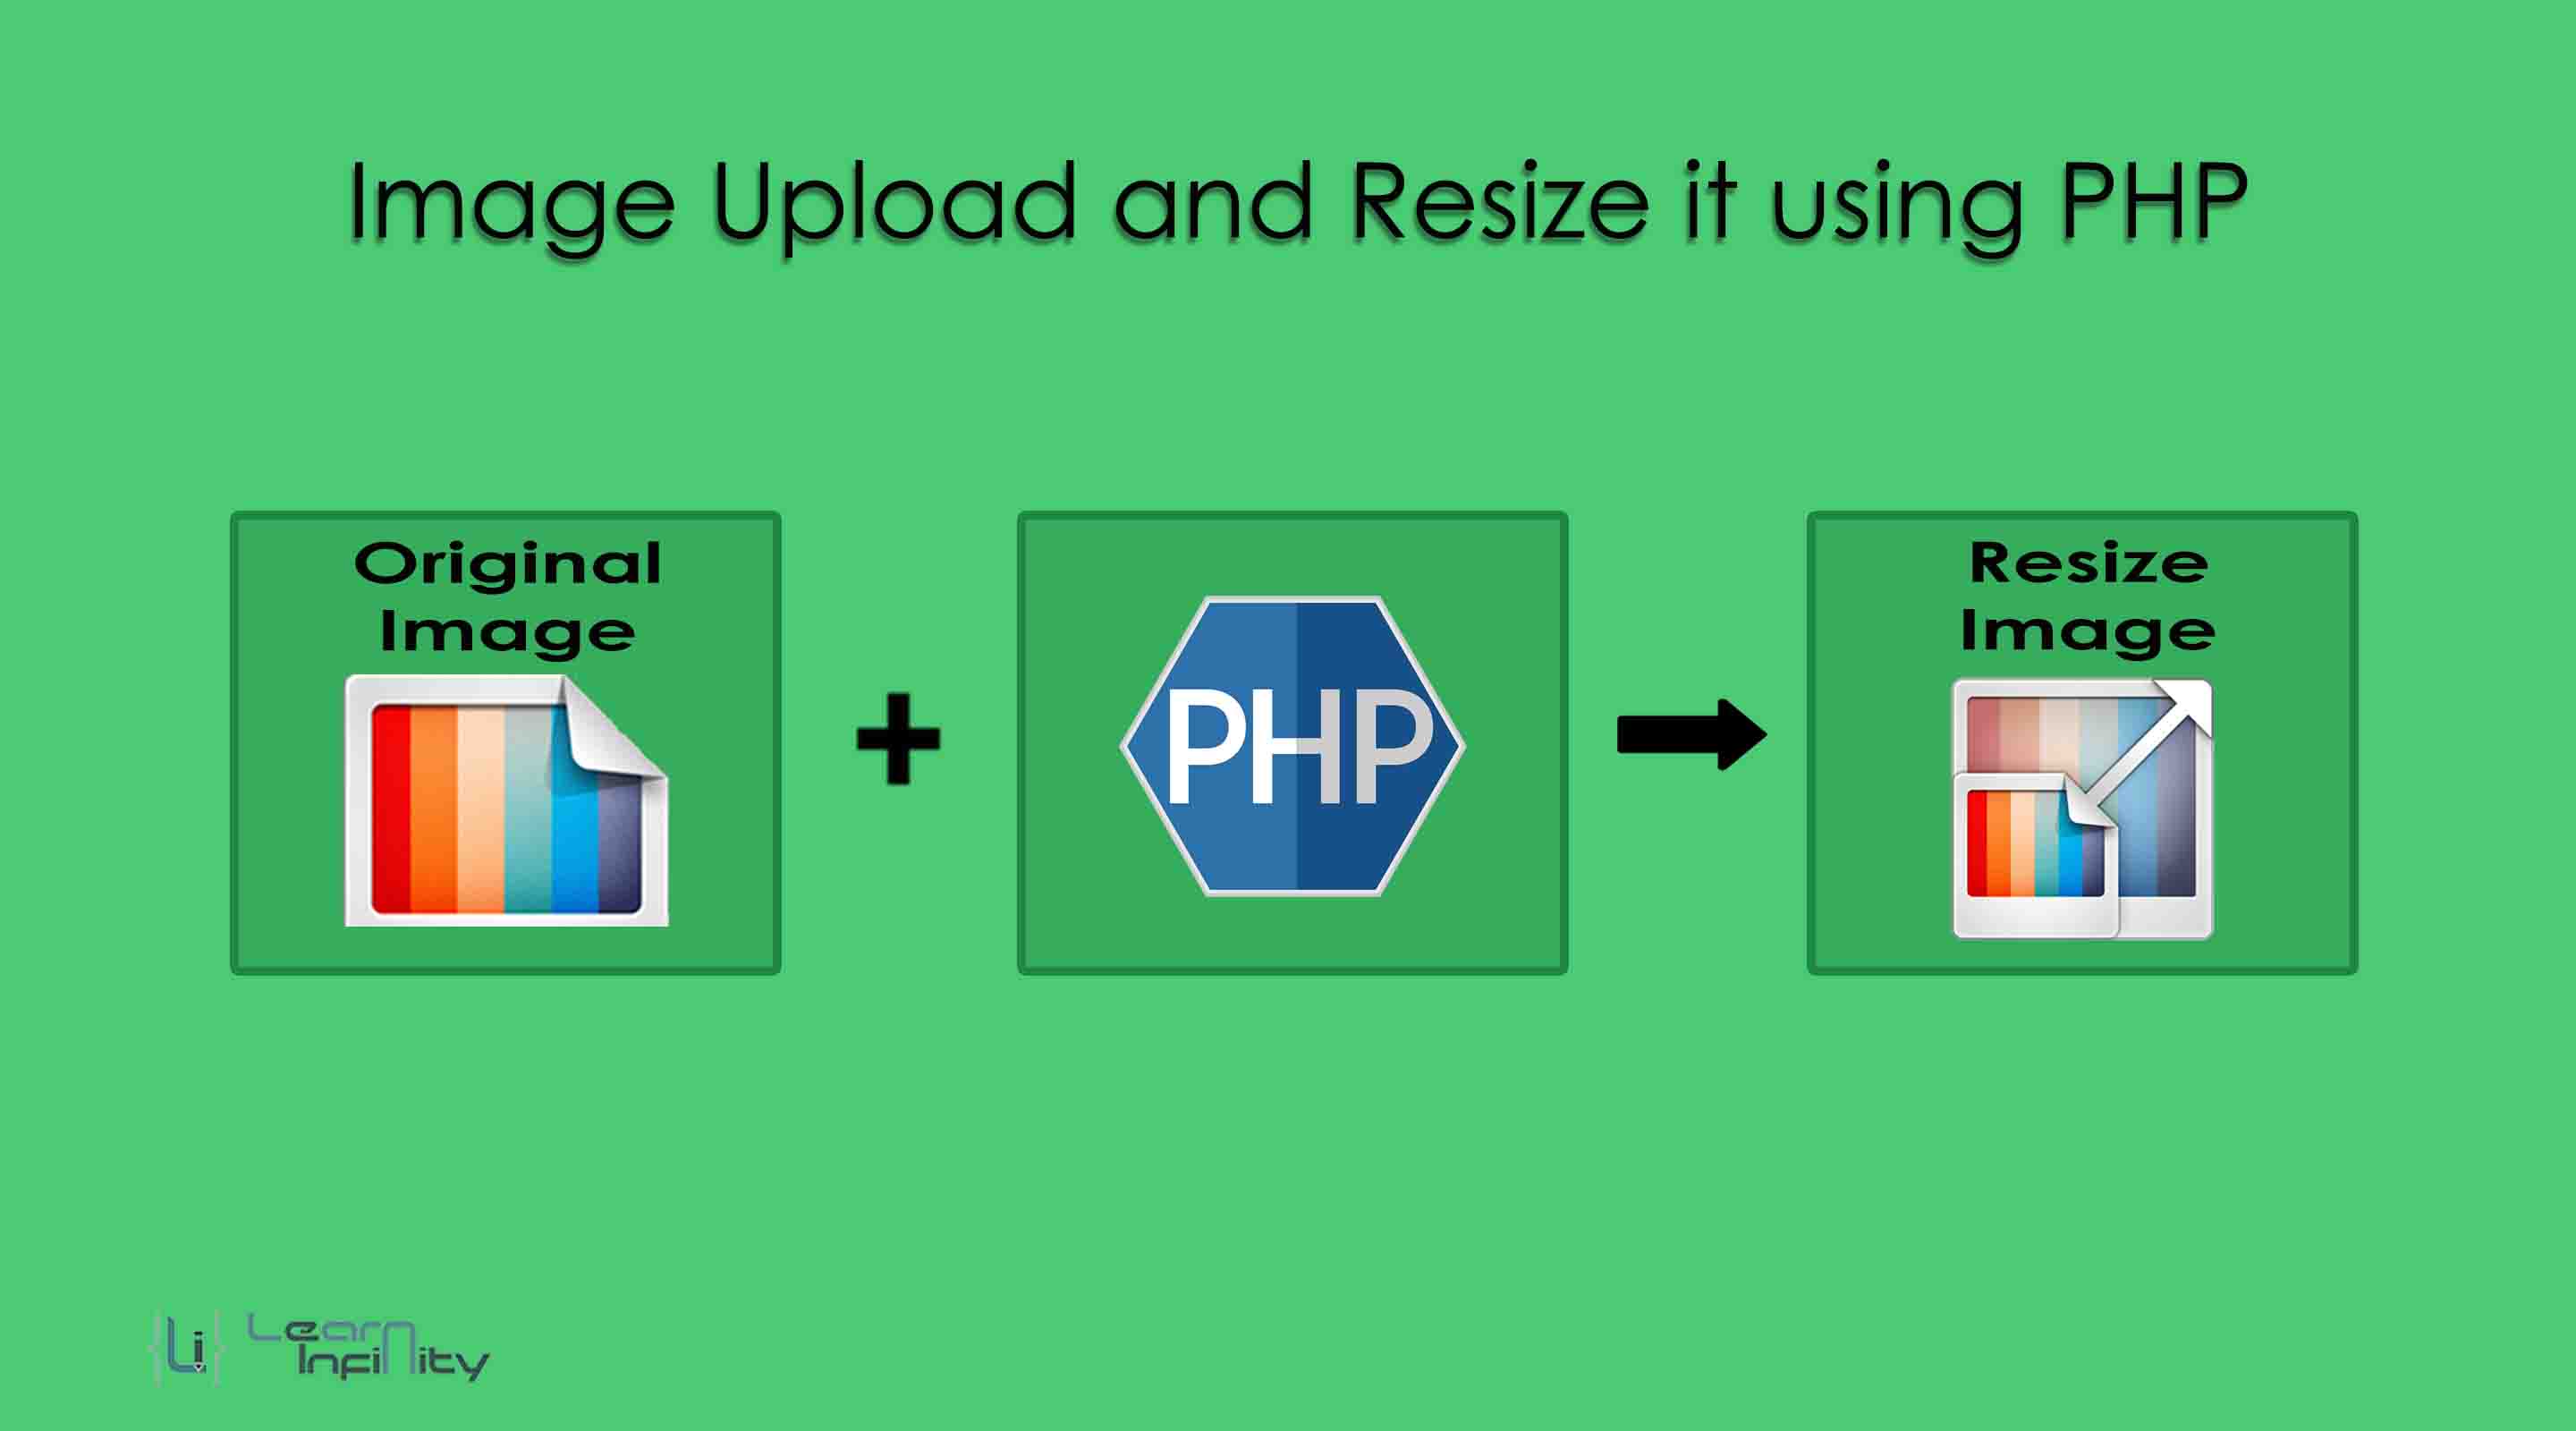 Image Upload and Resize it using PHP
Original
Image
PHP
Resize
Image
Li
Learn
Infinity